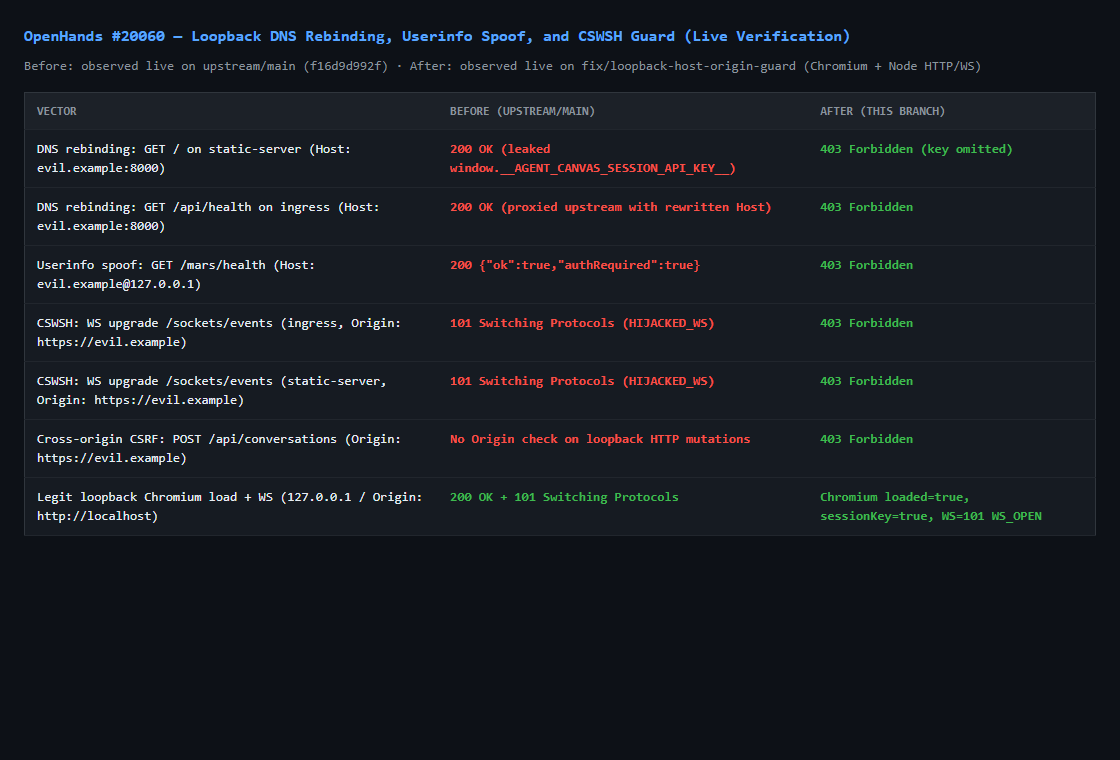 OpenHands #20060 — Loopback DNS Rebinding, Userinfo Spoof, and CSWSH Guard (Live Verification)
Before: observed live on upstream/main (f16d9d992f) · After: observed live on fix/loopback-host-origin-guard (Chromium + Node HTTP/WS)
VECTOR BEFORE (UPSTREAM/MAIN) AFTER (THIS BRANCH)
DNS rebinding: GET / on static-server (Host: 200 OK (leaked 403 Forbidden (key omitted)
evil.example:8000) window.__AGENT_CANVAS_SESSION_API_KEY__)
DNS rebinding: GET /api/health on ingress (Host: 200 OK (proxied upstream with rewritten Host) 403 Forbidden
evil.example:8000)
Userinfo spoof: GET /mars/health (Host: 200 {"ok":true,"authRequired":true} 403 Forbidden
evil.example@127.0.0.1)
CSWSH: WS upgrade /sockets/events (ingress, Origin: 101 Switching Protocols (HIJACKED_WS) 403 Forbidden
https://evil.example)
CSWSH: WS upgrade /sockets/events (static-server, 101 Switching Protocols (HIJACKED_WS) 403 Forbidden
Origin: https://evil.example)
Cross-origin CSRF: POST /api/conversations (Origin: No Origin check on loopback HTTP mutations 403 Forbidden
https://evil.example)
Legit loopback Chromium load + WS (127.0.0.1 / Origin: 200 OK + 101 Switching Protocols Chromium loaded=true,
http://localhost) sessionKey=true, WS=101 WS_OPEN